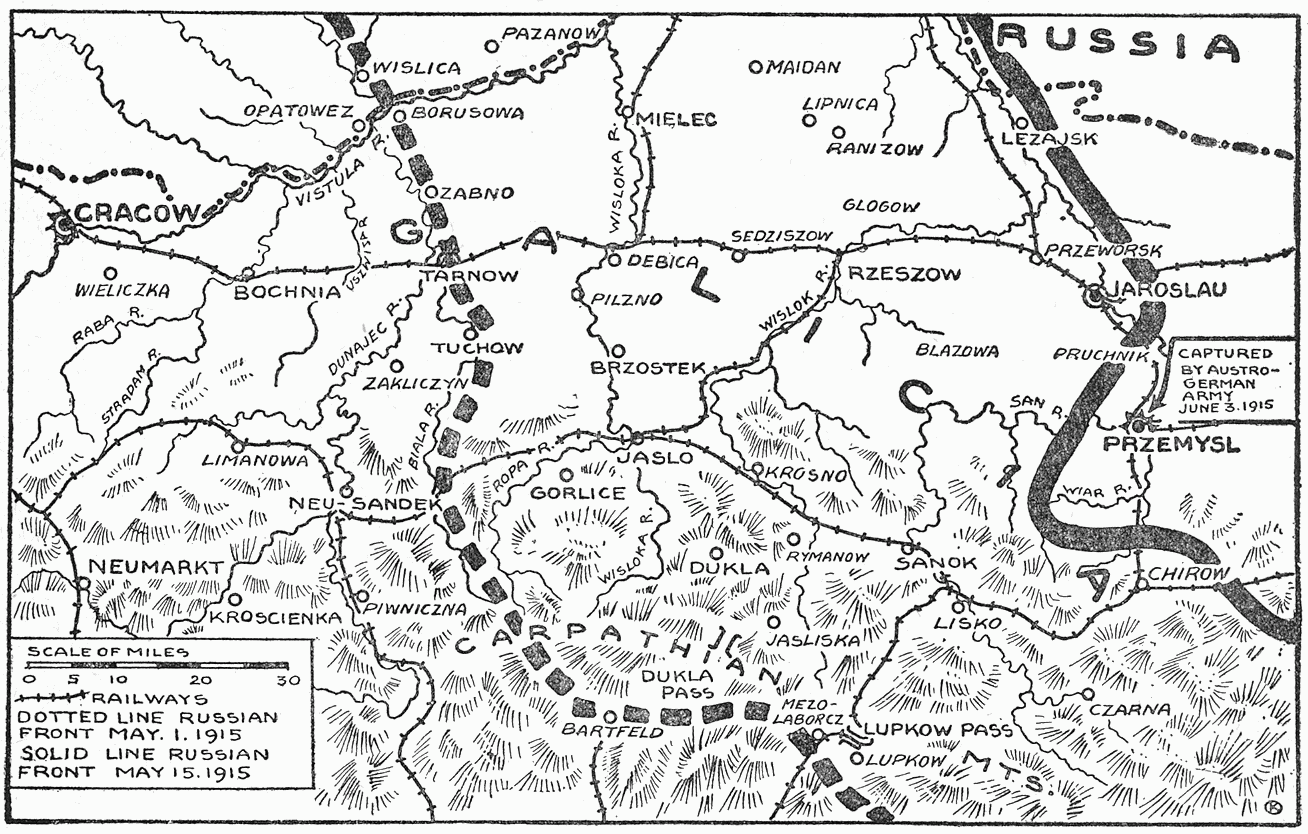 PAZANOW
RUSSIA
WISLICA
MAIDAN
OPATOWEZ
BORUSOWA
MIELEC
LIPNICA
RANIZOW
LEZAJSK
VISTULA R.
WISLOKA R.
ZABNO
CRACOW
USZWISA R
GLOGOW
G A L I C I A
SEDZISZOW
PRZEWORSK
DEBICA
TARNOW
RZESZOW
WIELICZKA
BOCHNIA
PILZNO
WISLOK R.
JAROSLAU
RABA R.
DUNAJEC R.
TUCHOW
BRZOSTEK
BLAZOWA
PRUCHNIK
CAPTURED
BY AUSTRO-
GERMAN
ARMY
JUNE 3.1915
STRADAM R.
ZAKLICZYN
BIALA R.
SAN R.
PRZEMYSL
LIMANOWA
ROPA R.
JASLO
KROSNO
GORLICE
NEU-SANDEK
WIAR R.
WISLOKA R.
RYMANOW
NEUMARKT
DUKLA
SANOK
CHIROW
KROSCIENKA
PIWNICZNA
LISKO
JASLISKA
CARPATHIAN
MTS.
DUKLA
PASS
MEZO-
LABORCZ
CZARNA
BARTFELD
LUPKOW PASS
LUPKOW
SCALE OF MILES
0 5 10 20 30
RAILWAYS
DOTTED LINE RUSSIAN
FRONT MAY. 1. 1915
SOLID LINE RUSSIAN
FRONT MAY 15.1915
K